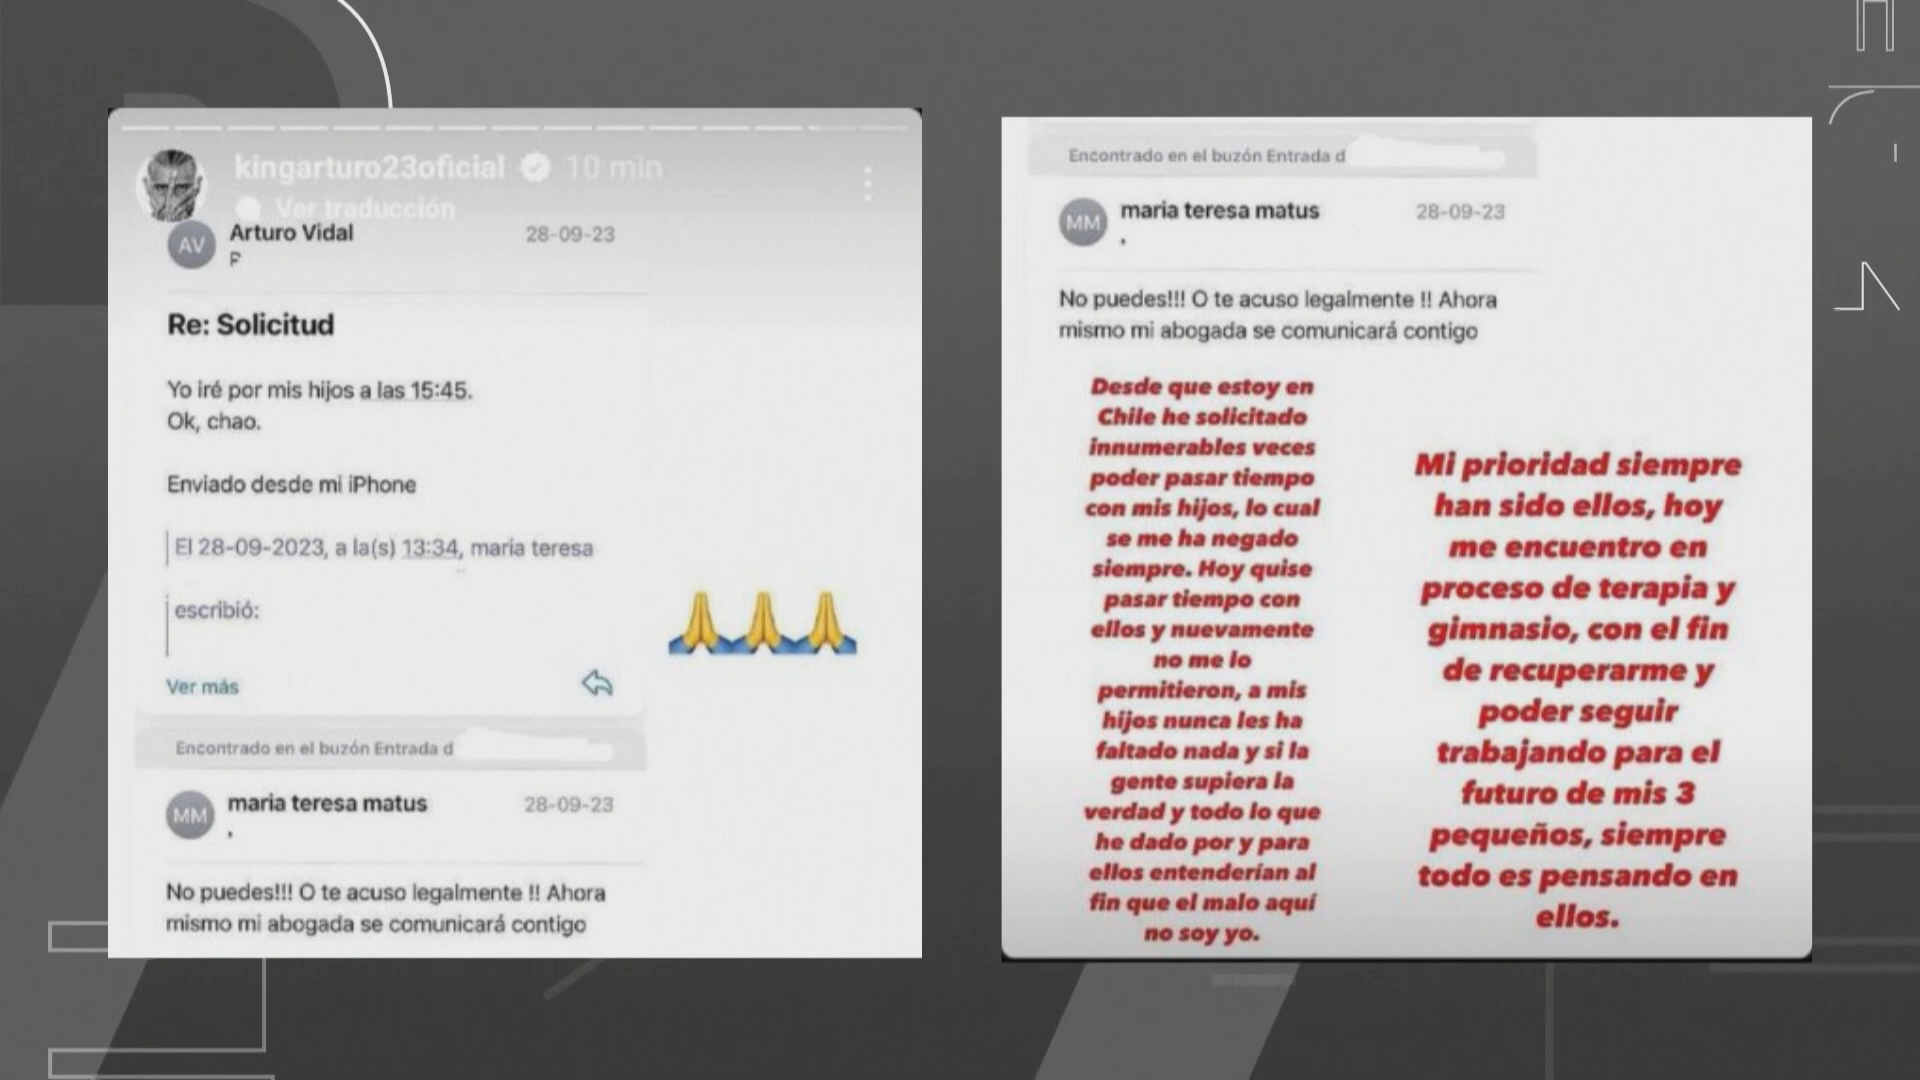 kingarturo23oficial 10 min
Ver traducción
AV Arturo Vidal 28-09-23
Re: Solicitud
Yo iré por mis hijos a las 15:45.
Ok, chao.
Enviado desde mi iPhone
El 28-09-2023, a la(s) 13:34, maria teresa
escribió:
Ver más
Encontrado en el buzón Entrada d
MM maria teresa matus 28-09-23
No puedes!!! O te acuso legalmente !! Ahora
mismo mi abogada se comunicará contigo
Encontrado en el buzón Entrada d
MM maria teresa matus 28-09-23
No puedes!!! O te acuso legalmente !! Ahora
mismo mi abogada se comunicará contigo
Desde que estoy en
Chile he solicitado
innumerables veces
poder pasar tiempo
con mis hijos, lo cual
se me ha negado
siempre. Hoy quise
pasar tiempo con
ellos y nuevamente
no me lo
permitieron, a mis
hijos nunca les ha
faltado nada y si la
gente supiera la
verdad y todo lo que
he dado por y para
ellos entenderían al
fin que el malo aquí
no soy yo.
Mi prioridad siempre
han sido ellos, hoy
me encuentro en
proceso de terapia y
gimnasio, con el fin
de recuperarme y
poder seguir
trabajando para el
futuro de mis 3
pequeños, siempre
todo es pensando en
ellos.